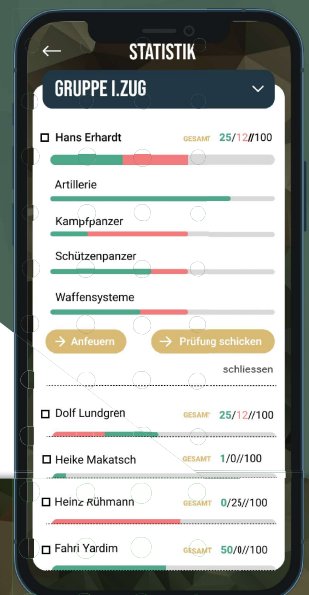 STATISTIK
GRUPPE I.ZUG
Hans Erhardt GESAMT 25/12//100
Artillerie
Kampfpanzer
Schützenpanzer
Waffensysteme
→ Anfeuern → Prüfung schicken
schliessen
Dolf Lundgren GESAMT 25/12//100
Heike Makatsch GESAMT 1/0//100
Heinz Rühmann GESAMT 0/25//100
Fahri Yardim GESAMT 50/0//100